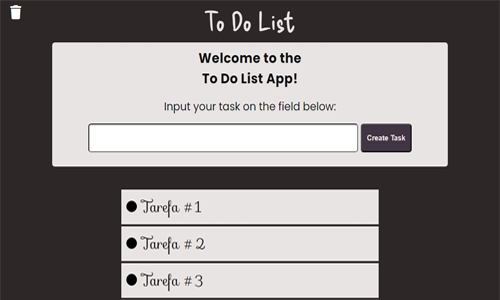 To Do List
Welcome to the
To Do List App!
Input your task on the field below:
Create Task
Tarefa #1
Tarefa #2
Tarefa #3